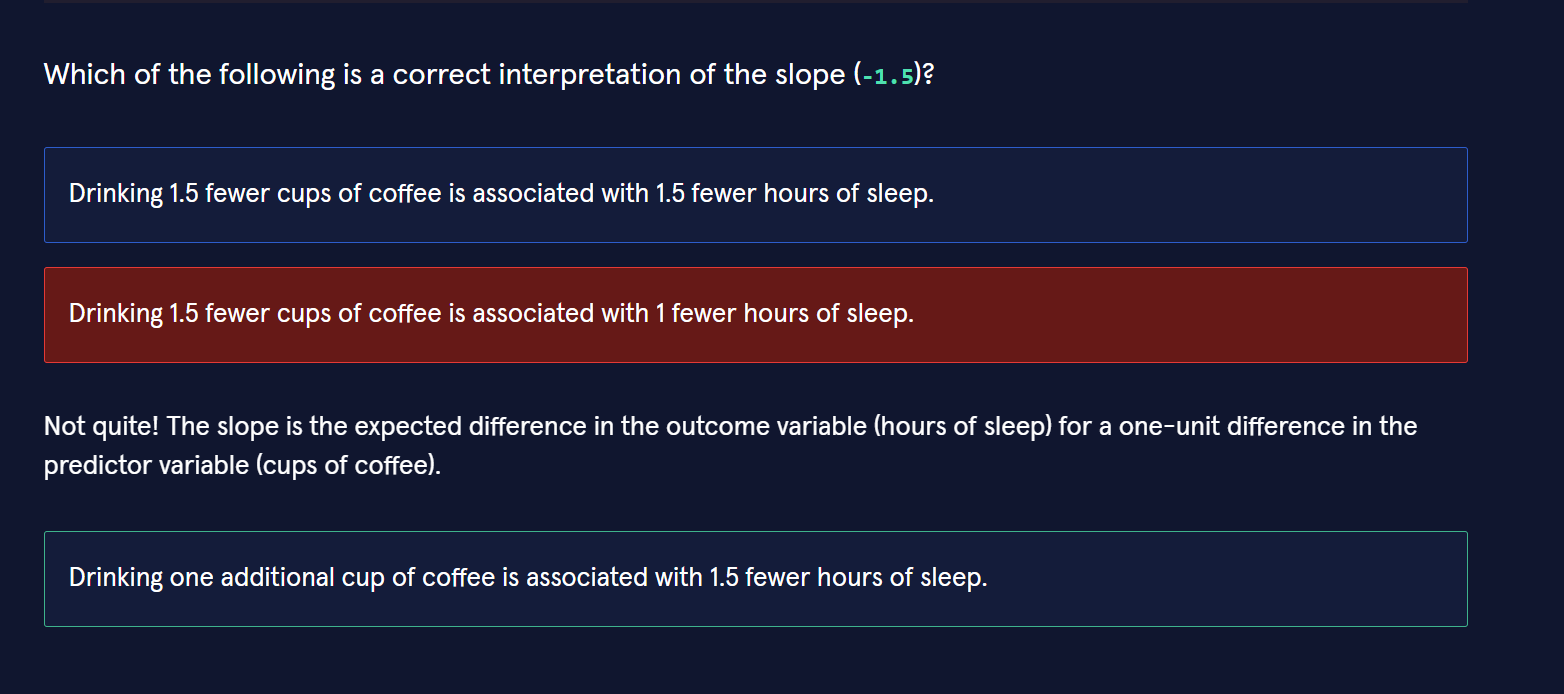 Which of the following is a correct interpretation of the slope (-1.5)?
Drinking 1.5 fewer cups of coffee is associated with 1.5 fewer hours of sleep.
Drinking 1.5 fewer cups of coffee is associated with 1 fewer hours of sleep.
Not quite! The slope is the expected difference in the outcome variable (hours of sleep) for a one-unit difference in the
predictor variable (cups of coffee).
Drinking one additional cup of coffee is associated with 1.5 fewer hours of sleep.